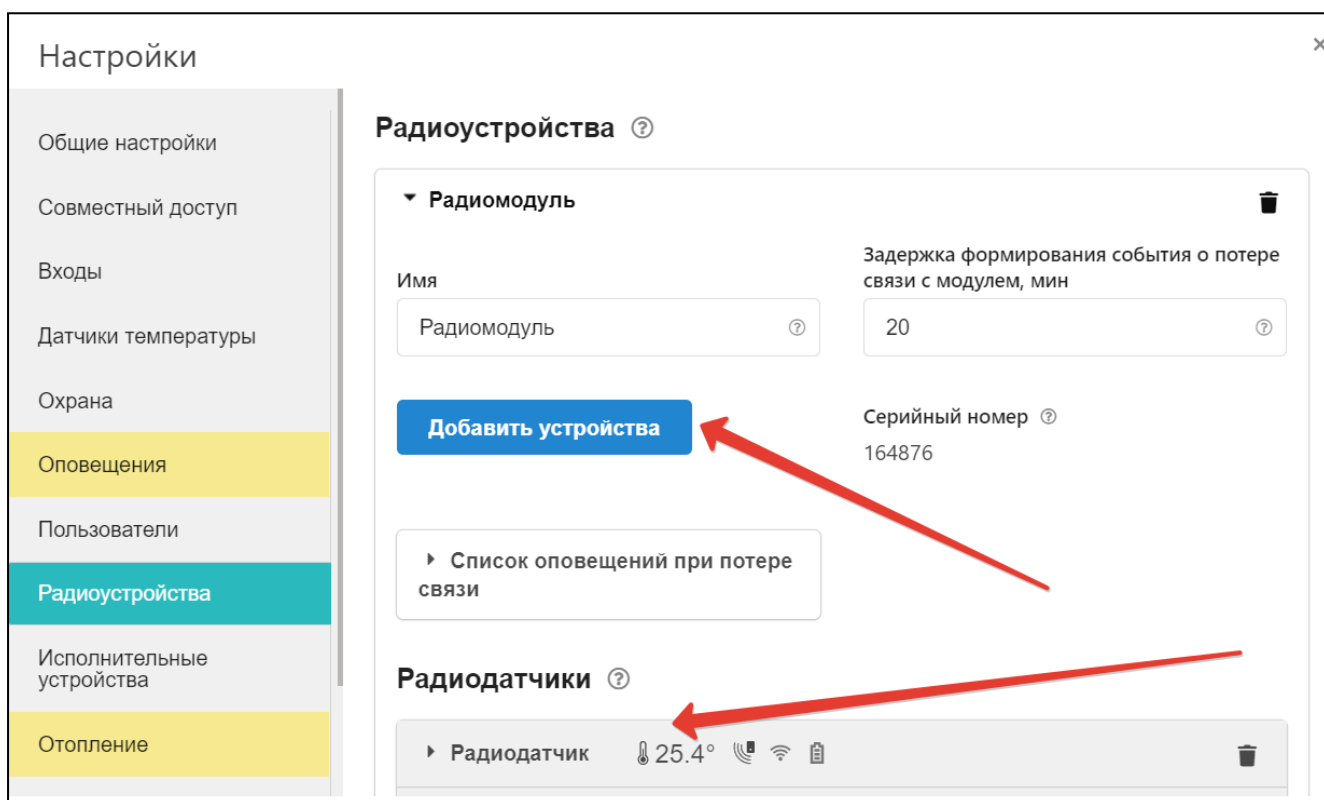 Настройки
Общие настройки
Совместный доступ
Входы
Датчики температуры
Охрана
Оповещения
Пользователи
Радиоустройства
Исполнительные
устройства
Отопление
Радиоустройства
Радиомодуль
Имя
Радиомодуль
Задержка формирования события о потере
связи с модулем, мин
20
Добавить устройства
Серийный номер
164876
Список оповещений при потере
связи
Радиодатчики
Радиодатчик 25.4°